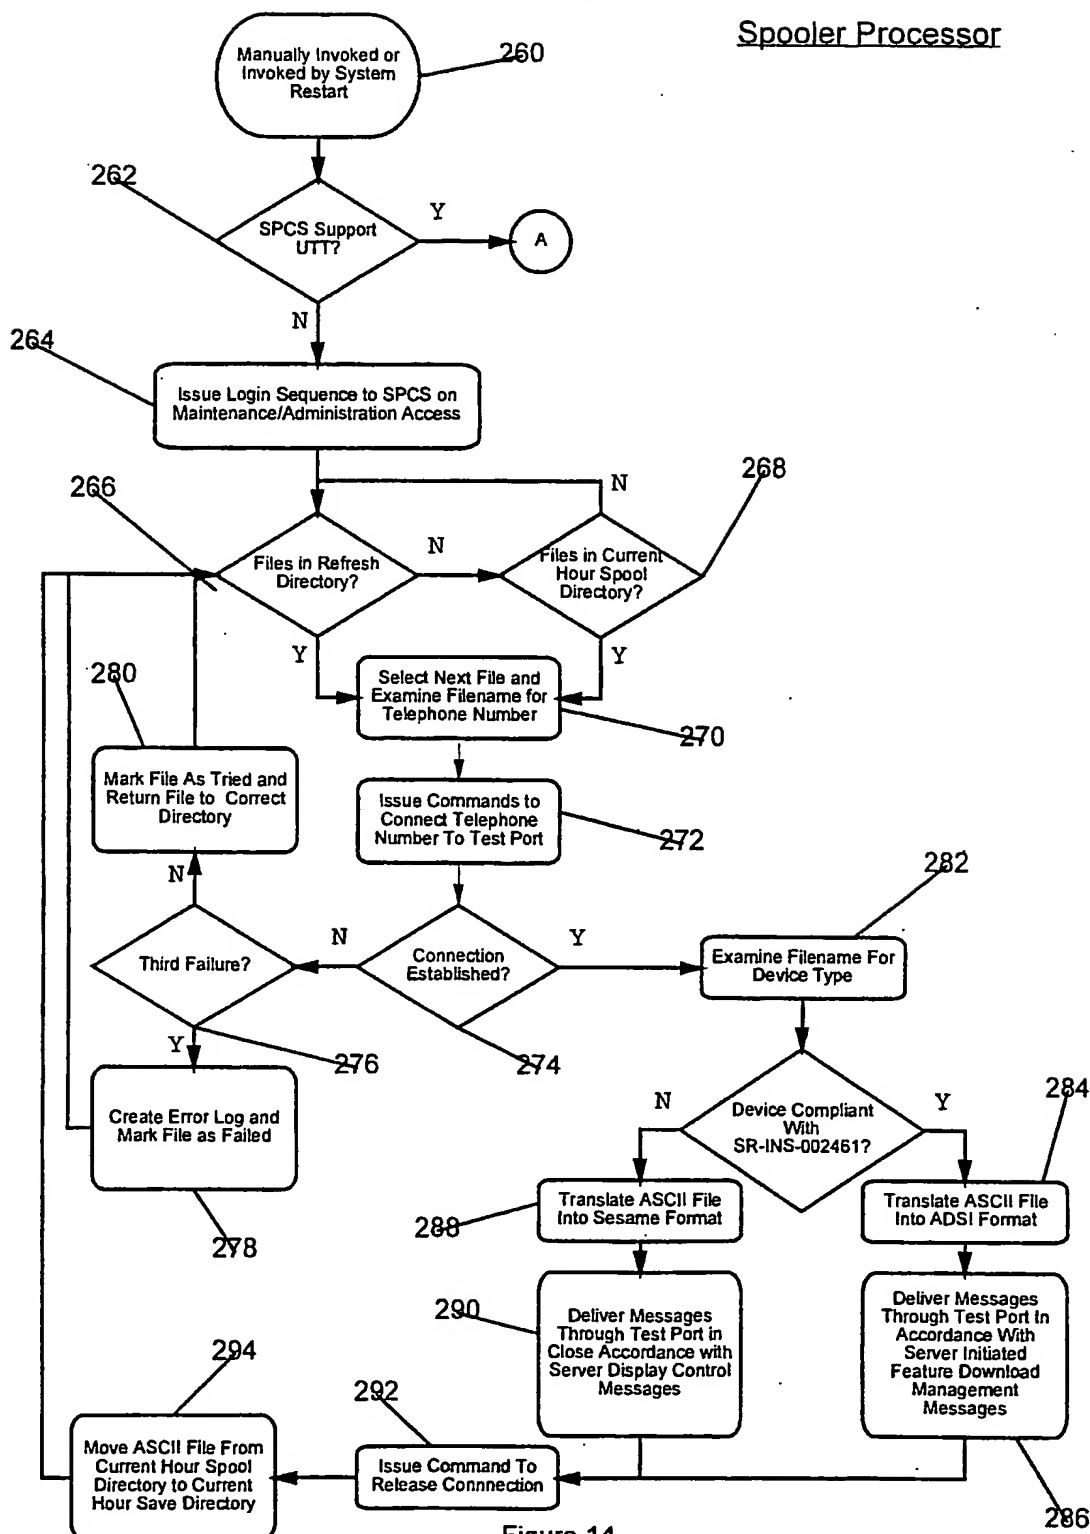 Spooler Processor
Manually Invoked or
Invoked by System
Restart
260
262
SPCS Support
UTT?
Y
A
N
264
Issue Login Sequence to SPCS on
Maintenance/Administration Access
266
268
N
Files in Refresh
Directory?
N
Files in Current
Hour Spool
Directory?
Y
Y
280
Select Next File and
Examine Filename for
Telephone Number
270
Mark File As Tried and
Return File to Correct
Directory
Issue Commands to
Connect Telephone
Number To Test Port
272
N
282
Third Failure?
N
Connection
Established?
Y
Examine Filename For
Device Type
Y
276
274
Create Error Log and
Mark File as Failed
278
N
Device Compliant
With
SR-INS-002461?
Y
284
Translate ASCII File
Into Sesame Format
288
Translate ASCII File
Into ADSI Format
290
Deliver Messages
Through Test Port in
Close Accordance with
Server Display Control
Messages
Deliver Messages
Through Test Port In
Accordance With
Server Initiated
Feature Download
Management
Messages
294
292
Move ASCII File From
Current Hour Spool
Directory to Current
Hour Save Directory
Issue Command To
Release Connnection
286
Figure 14